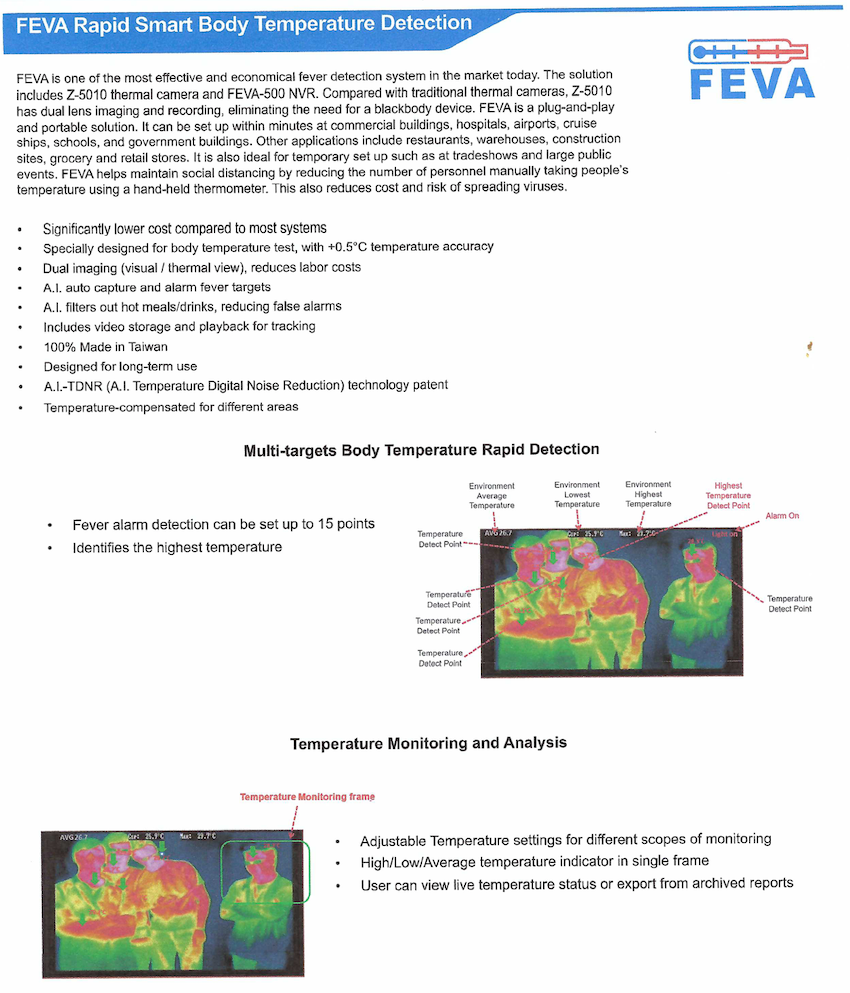 FEVA Rapid Smart Body Temperature Detection
FEVA
FEVA is one of the most effective and economical fever detection system in the market today. The solution
includes Z-5010 thermal camera and FEVA-500 NVR. Compared with traditional thermal cameras, Z-5010
has dual lens imaging and recording, eliminating the need for a blackbody device. FEVA is a plug-and-play
and portable solution. It can be set up within minutes at commercial buildings, hospitals, airports, cruise
ships, schools, and government buildings. Other applications include restaurants, warehouses, construction
sites, grocery and retail stores. It is also ideal for temporary set up such as at tradeshows and large public
events. FEVA helps maintain social distancing by reducing the number of personnel manually taking people's
temperature using a hand-held thermometer. This also reduces cost and risk of spreading viruses.
• Significantly lower cost compared to most systems
• Specially designed for body temperature test, with +0.5°C temperature accuracy
• Dual imaging (visual / thermal view), reduces labor costs
• A.I. auto capture and alarm fever targets
• A.I. filters out hot meals/drinks, reducing false alarms
• Includes video storage and playback for tracking
• 100% Made in Taiwan
• Designed for long-term use
• A.I.-TDNR (A.I. Temperature Digital Noise Reduction) technology patent
• Temperature-compensated for different areas
Multi-targets Body Temperature Rapid Detection
• Fever alarm detection can be set up to 15 points
• Identifies the highest temperature
Environment
Average
Temperature
Environment
Lowest
Temperature
Environment
Highest
Temperature
Highest
Temperature
Detect Point
Alarm On
AVG 26.7
25.9°C
Max:
Light on
Temperature
Detect Point
Temperature
Detect Point
Temperature
Detect Point
Temperature
Detect Point
Temperature
Detect Point
Temperature Monitoring and Analysis
Temperature Monitoring frame
AVG 26.7
25.9°C
Max:
• Adjustable Temperature settings for different scopes of monitoring
• High/Low/Average temperature indicator in single frame
• User can view live temperature status or export from archived reports